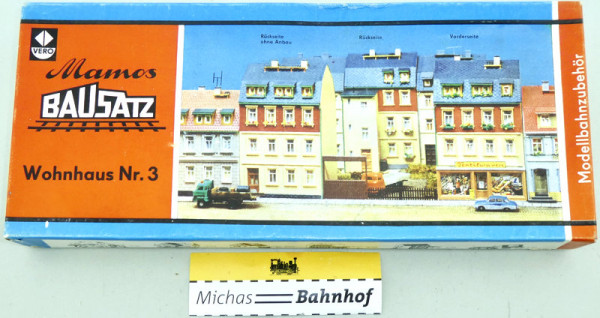 VERO
Mamos
BAUSATZ
Wohnhaus Nr. 3
Rückseite
ohne Anbau
Rückseite
Vorderseite
Modellbahnzubehör
Michas Bahnhof